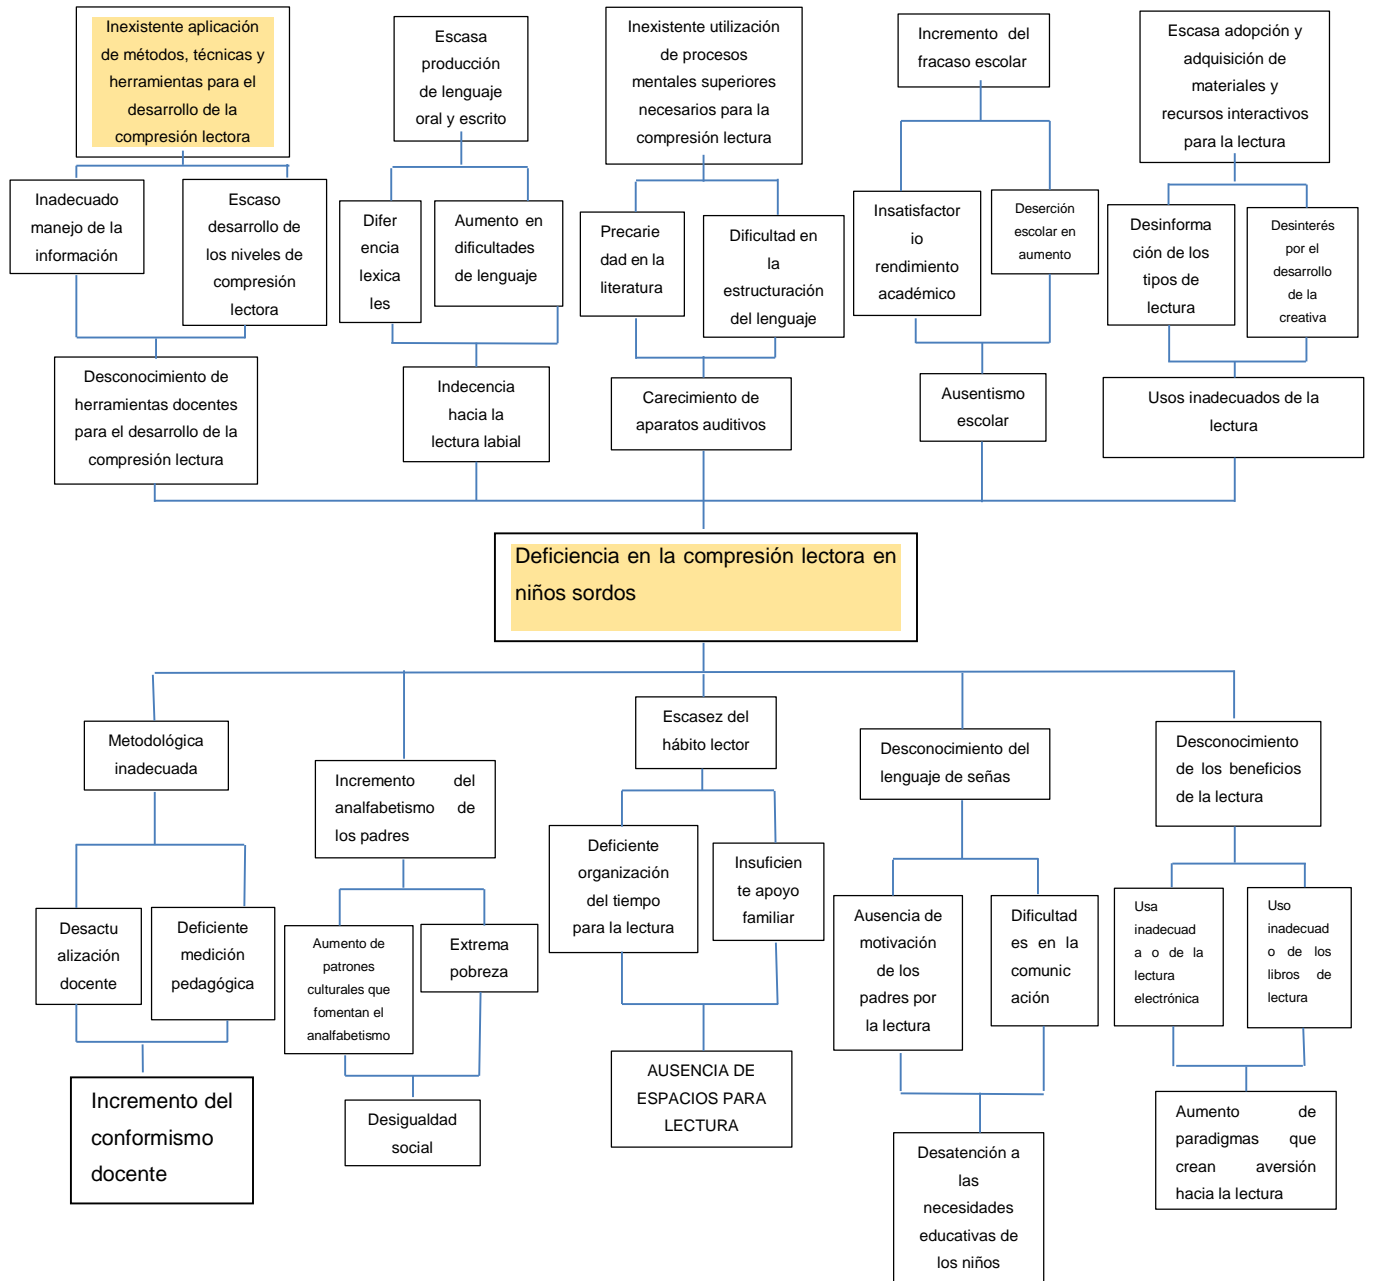 Inexistente aplicación
de métodos, técnicas y
herramientas para el
desarrollo de la
compresión lectora
Escasa
producción
de lenguaje
oral y escrito
Inexistente utilización
de procesos
mentales superiores
necesarios para la
compresión lectura
Incremento del
fracaso escolar
Escasa adopción y
adquisición de
materiales y
recursos interactivos
para la lectura
Inadecuado
manejo de la
información
Escaso
desarrollo de
los niveles de
compresión
lectora
Difer
encia
lexica
les
Aumento en
dificultades
de lenguaje
Precarie
dad en la
literatura
Dificultad en
la
estructuración
del lenguaje
Insatisfactor
io
rendimiento
académico
Deserción
escolar en
aumento
Desinforma
ción de los
tipos de
lectura
Desinterés
por el
desarrollo
de la
creativa
Desconocimiento de
herramientas docentes
para el desarrollo de la
compresión lectura
Indecencia
hacia la
lectura labial
Carecimiento de
aparatos auditivos
Ausentismo
escolar
Usos inadecuados de la
lectura
Deficiencia en la compresión lectora en
niños sordos
Metodológica
inadecuada
Incremento del
analfabetismo de
los padres
Escasez del
hábito lector
Desconocimiento del
lenguaje de señas
Desconocimiento
de los beneficios
de la lectura
Desactu
alización
docente
Deficiente
medición
pedagógica
Aumento de
patrones
culturales que
fomentan el
analfabetismo
Extrema
pobreza
Deficiente
organización
del tiempo
para la lectura
Insuficien
te apoyo
familiar
Ausencia de
motivación
de los
padres por
la lectura
Dificultad
es en la
comunic
ación
Usa
inadecuad
a o de la
lectura
electrónica
Uso
inadecuad
o de los
libros de
lectura
Incremento del
conformismo
docente
Desigualdad
social
AUSENCIA DE
ESPACIOS PARA
LECTURA
Desatención a
las
necesidades
educativas de
los niños
Aumento de
paradigmas que
crean aversión
hacia la lectura